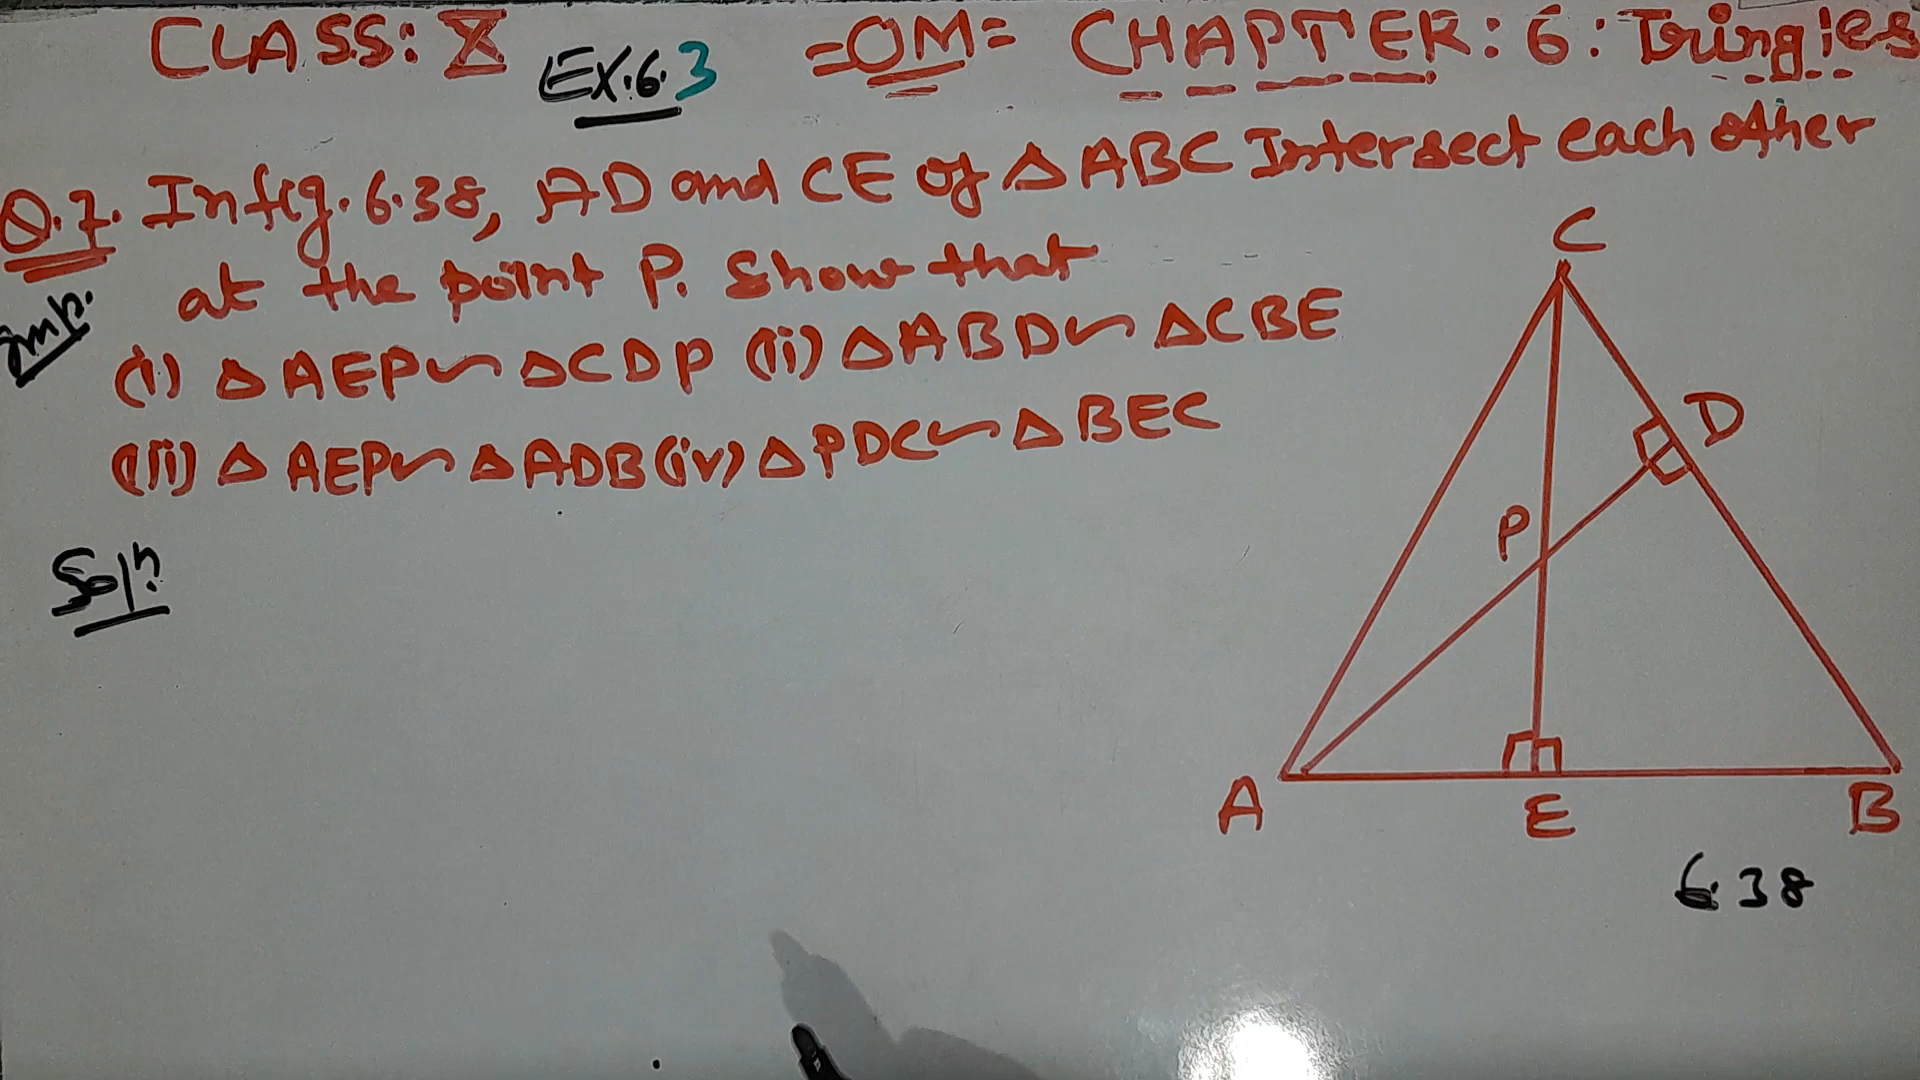 CLASS: X =OM= CHAPTER: 6: Tringles
EX.6.3
Q.7. In fig. 6.38, AD and CE of △ABC Intersect each other
at the point P. Show that
Imp.
(i) △AEP ~ △CDP (ii) △ABD ~ △CBE
(iii) △AEP ~ △ADB (iv) △PDC ~ △BEC
Soln.
C
D
P
A
E
B
6.38